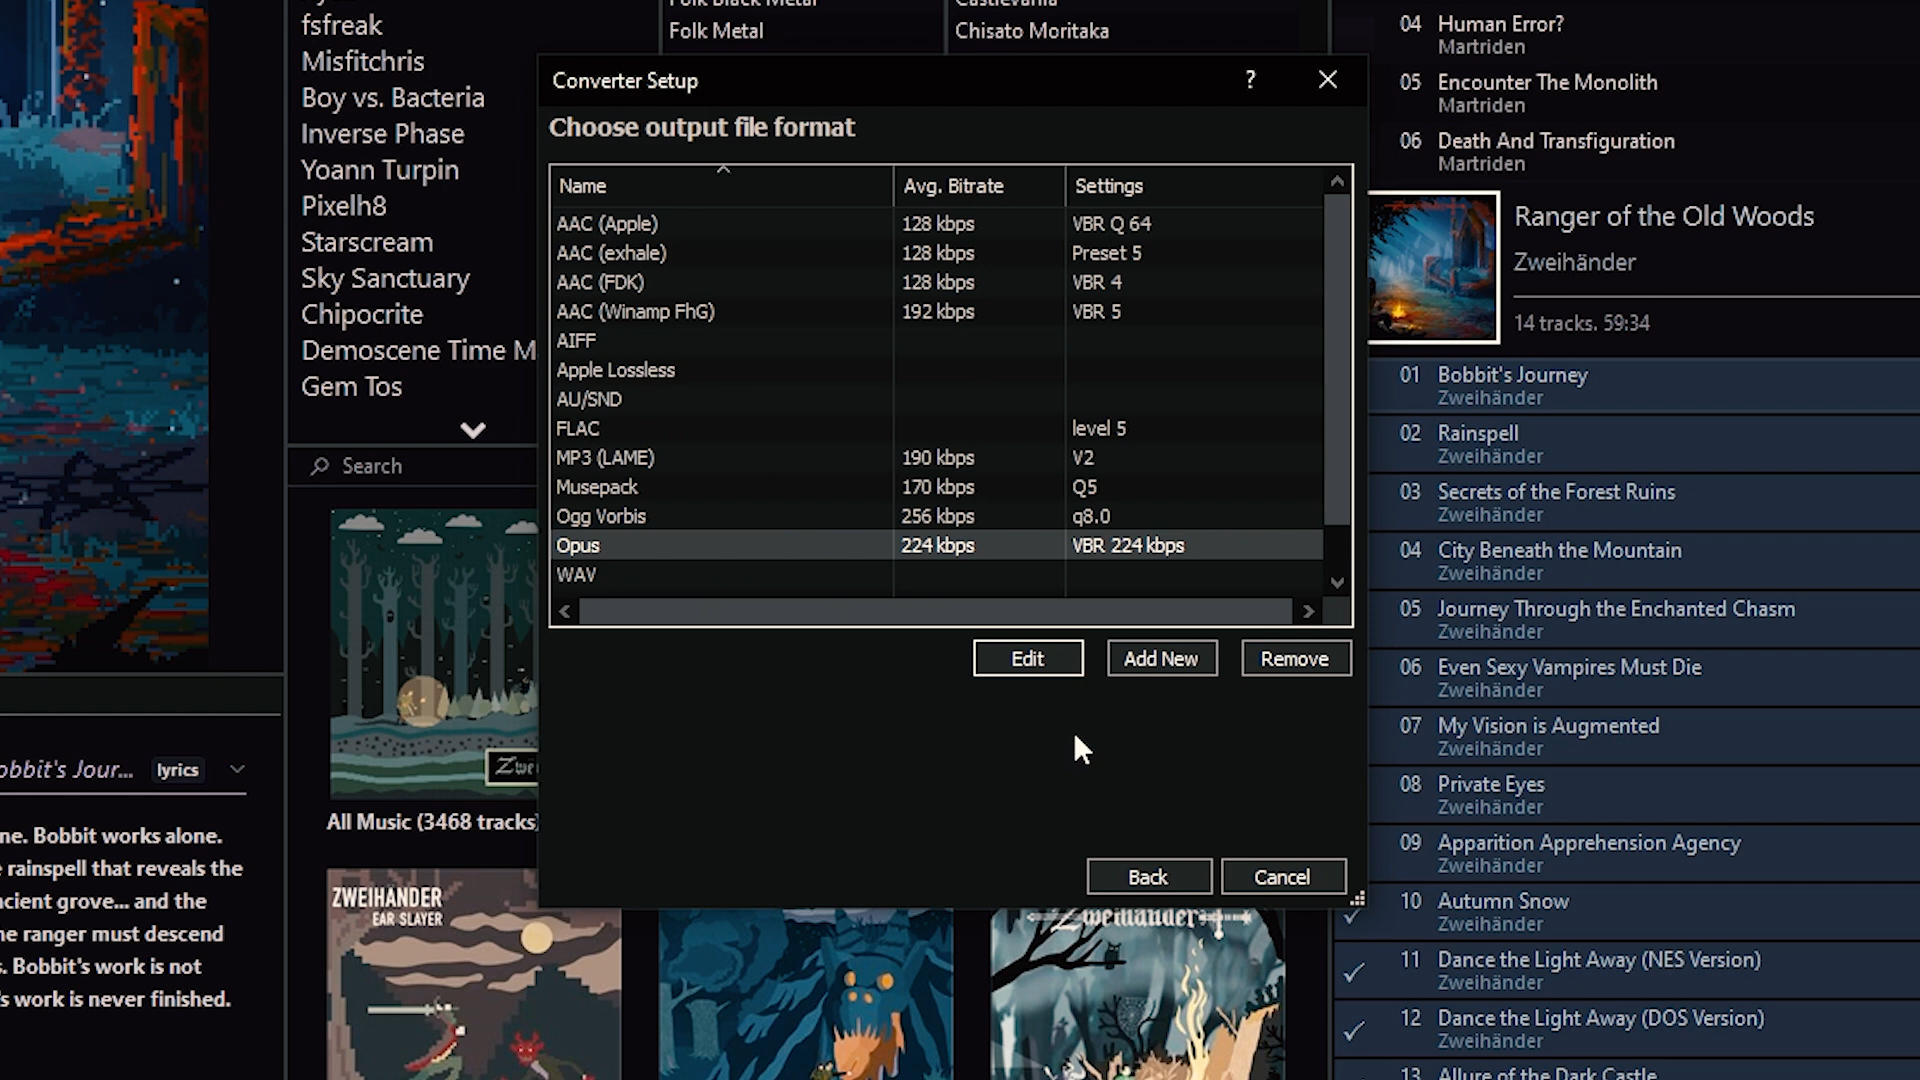 fsfreak
Misfitchris
Boy vs. Bacteria
Inverse Phase
Yoann Turpin
Pixelh8
Starscream
Sky Sanctuary
Chipocrite
Demoscene Time M
Gem Tos
Search
All Music (3468 tracks)
ZWEIHÄNDER
EAR SLAYER
Zweihänder
obbit's Jour...
lyrics
ne. Bobbit works alone.
rainspell that reveals the
cient grove... and the
he ranger must descend
s. Bobbit's work is not
's work is never finished.
Folk Black Metal
Folk Metal
Castlevania
Chisato Moritaka
Converter Setup
?
Choose output file format
Name Avg. Bitrate Settings
AAC (Apple) 128 kbps VBR Q 64
AAC (exhale) 128 kbps Preset 5
AAC (FDK) 128 kbps VBR 4
AAC (Winamp FhG) 192 kbps VBR 5
AIFF
Apple Lossless
AU/SND
FLAC level 5
MP3 (LAME) 190 kbps V2
Musepack 170 kbps Q5
Ogg Vorbis 256 kbps q8.0
Opus 224 kbps VBR 224 kbps
WAV
Edit Add New Remove
Back Cancel
04 Human Error?
Martriden
05 Encounter The Monolith
Martriden
06 Death And Transfiguration
Martriden
Ranger of the Old Woods
Zweihänder
14 tracks. 59:34
01 Bobbit's Journey
Zweihänder
02 Rainspell
Zweihänder
03 Secrets of the Forest Ruins
Zweihänder
04 City Beneath the Mountain
Zweihänder
05 Journey Through the Enchanted Chasm
Zweihänder
06 Even Sexy Vampires Must Die
Zweihänder
07 My Vision is Augmented
Zweihänder
08 Private Eyes
Zweihänder
09 Apparition Apprehension Agency
Zweihänder
10 Autumn Snow
Zweihänder
11 Dance the Light Away (NES Version)
Zweihänder
12 Dance the Light Away (DOS Version)
Zweihänder
13 Allure of the Dark Castle